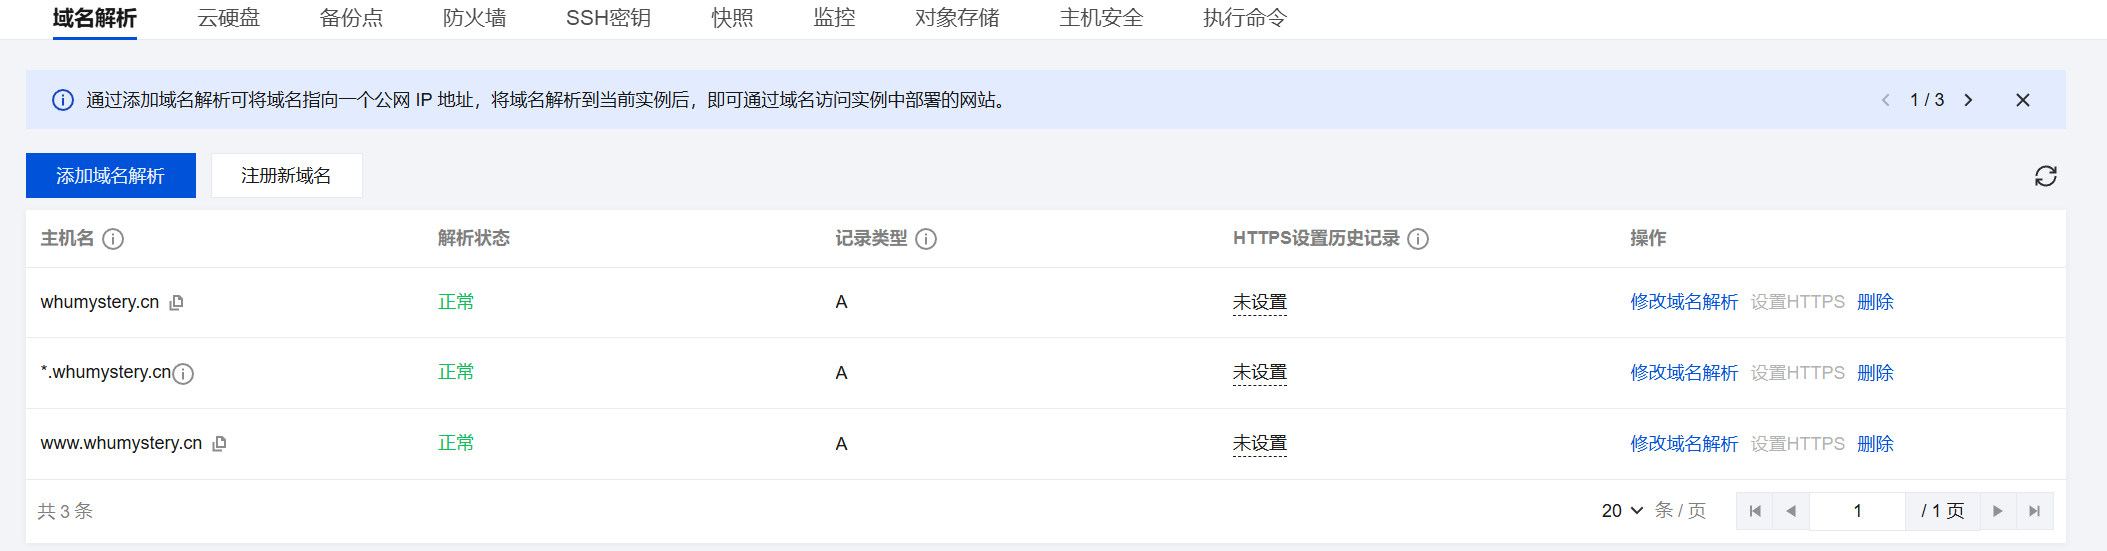 域名解析 云硬盘 备份点 防火墙 SSH密钥 快照 监控 对象存储 主机安全 执行命令
通过添加域名解析可将域名指向一个公网 IP 地址，将域名解析到当前实例后，即可通过域名访问实例中部署的网站。 1 / 3
添加域名解析 注册新域名
主机名 解析状态 记录类型 HTTPS设置历史记录 操作
whumystery.cn 正常 A 未设置 修改域名解析 设置HTTPS 删除
*.whumystery.cn 正常 A 未设置 修改域名解析 设置HTTPS 删除
www.whumystery.cn 正常 A 未设置 修改域名解析 设置HTTPS 删除
共 3 条 20 条 / 页 1 / 1 页